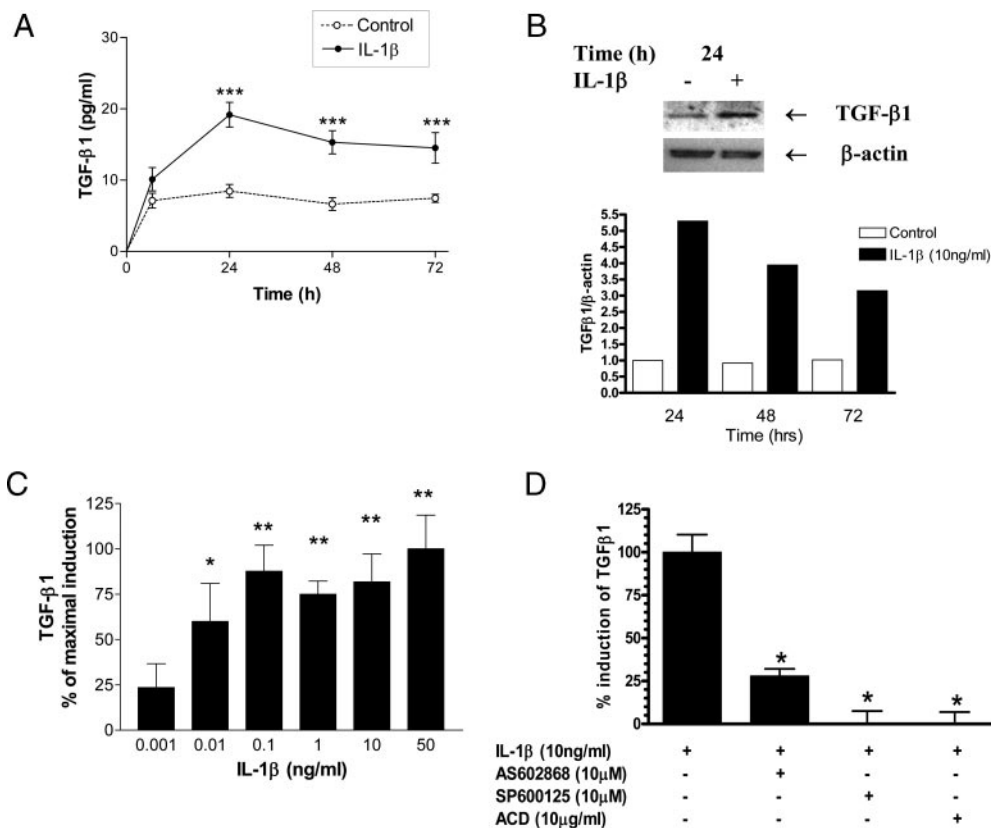 A
Control
IL-1β
TGF-β1 (pg/ml)
30
20
10
0
***
***
***
0
24
48
72
Time (h)
B
Time (h) 24
IL-1β - +
← TGF-β1
← β-actin
TGFβ1/β-actin
5.5
5.0
4.5
4.0
3.5
3.0
2.5
2.0
1.5
1.0
0.5
0.0
Control
IL-1β (10ng/ml)
24 48 72
Time (hrs)
C
TGF-β1
% of maximal induction
125
100
75
50
25
0
*
**
**
**
**
0.001 0.01 0.1 1 10 50
IL-1β (ng/ml)
D
% induction of TGFβ1
125
100
75
50
25
0
*
*
*
IL-1β (10ng/ml) + + + +
AS602868 (10μM) - + - -
SP600125 (10μM) - - + -
ACD (10μg/ml) - - - +